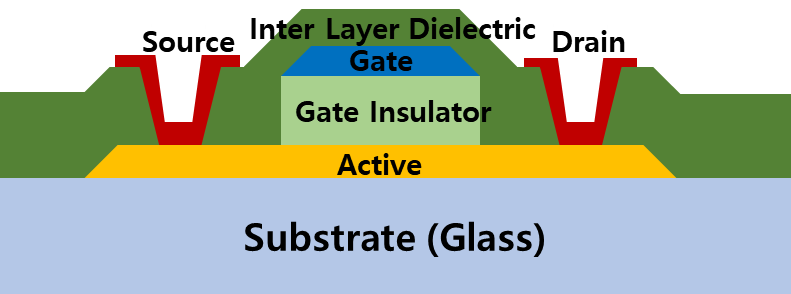 Inter Layer Dielectric
Source
Drain
Gate
Gate Insulator
Active
Substrate (Glass)